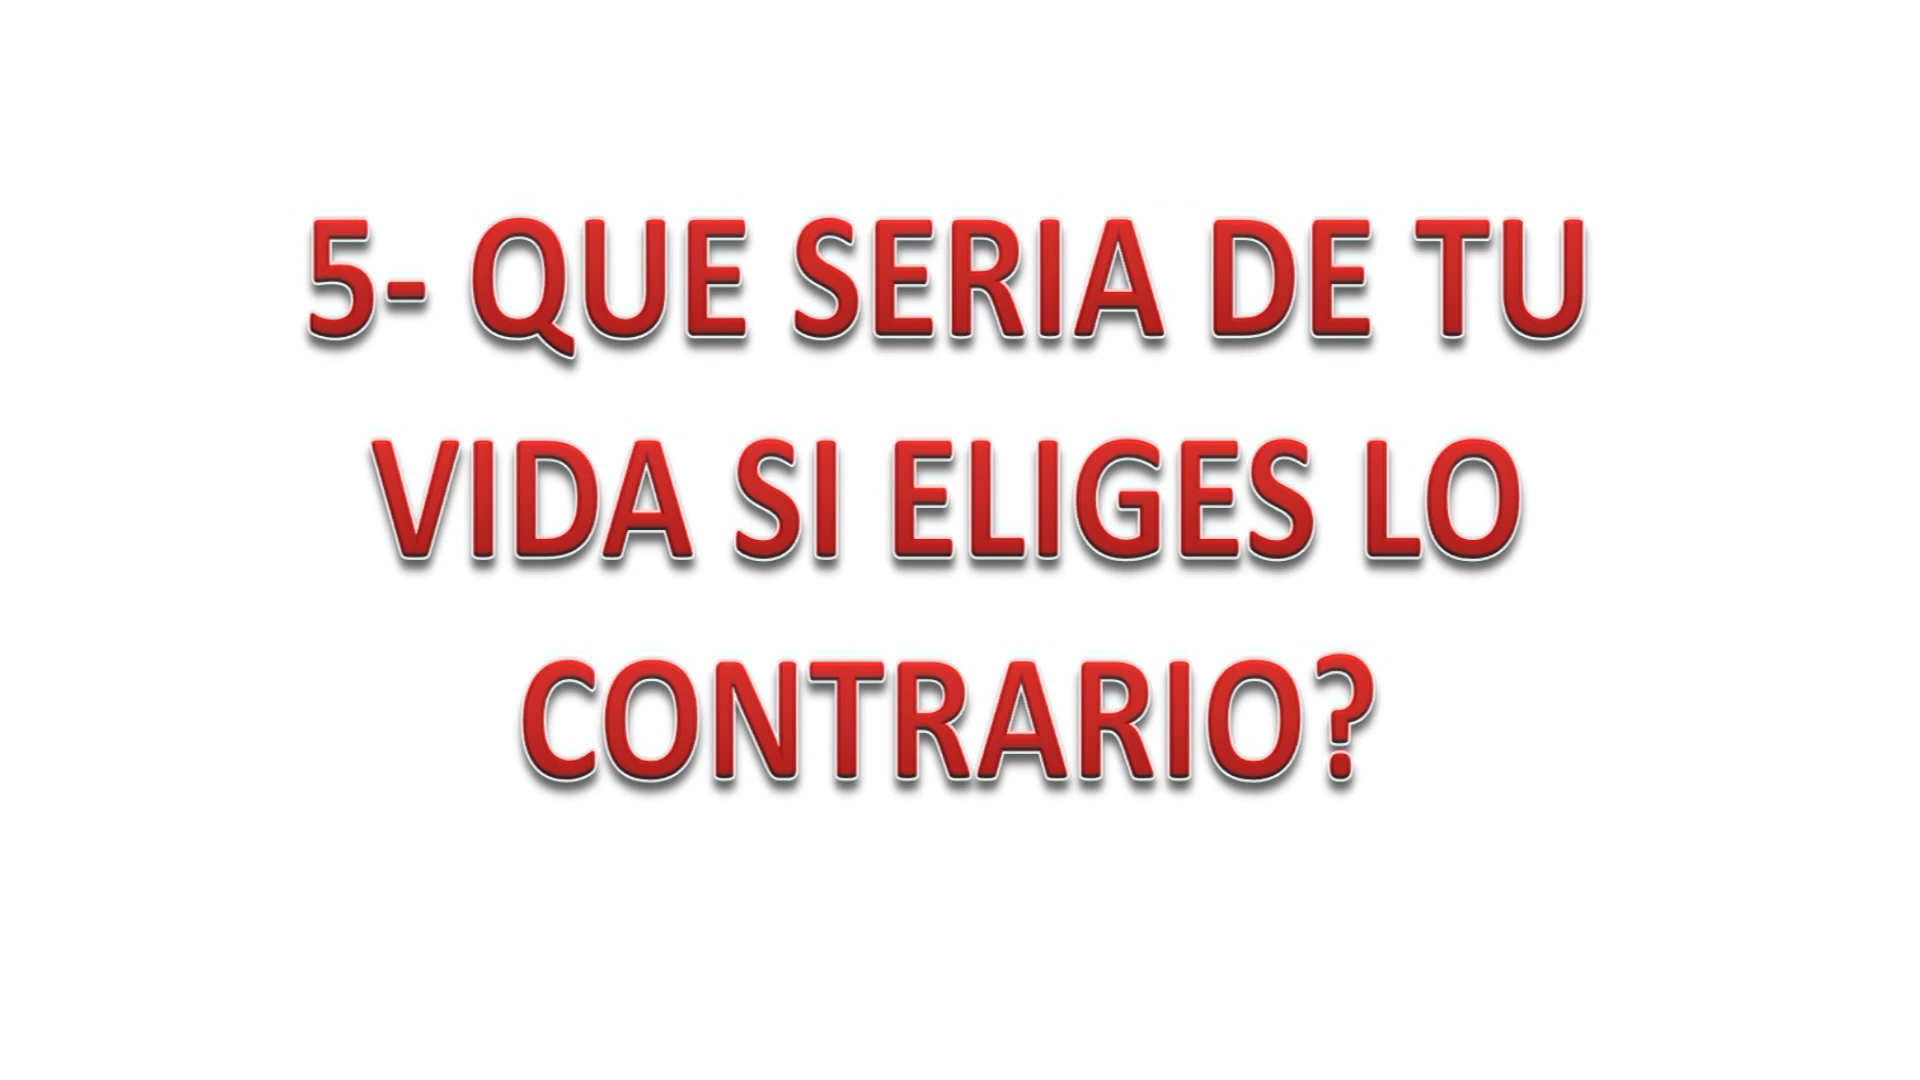 5- QUE SERIA DE TU
VIDA SI ELIGES LO
CONTRARIO?